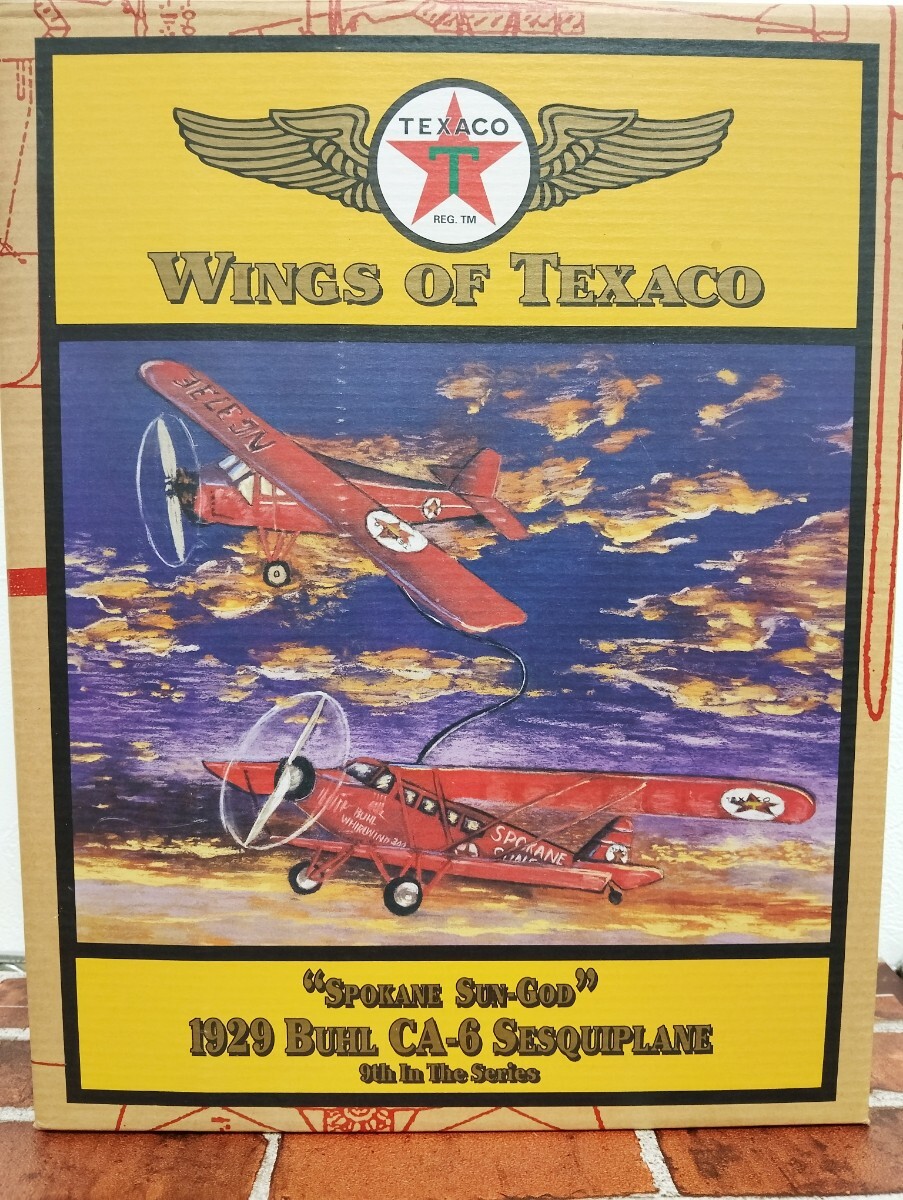 TEXACO
T
REG. TM
WINGS OF TEXACO
NC373E
BUHL
WHIRLWIND 300
SPOKANE
"SPOKANE SUN-GOD"
1929 BUHL CA-6 SESQUIPLANE
9th In The Series